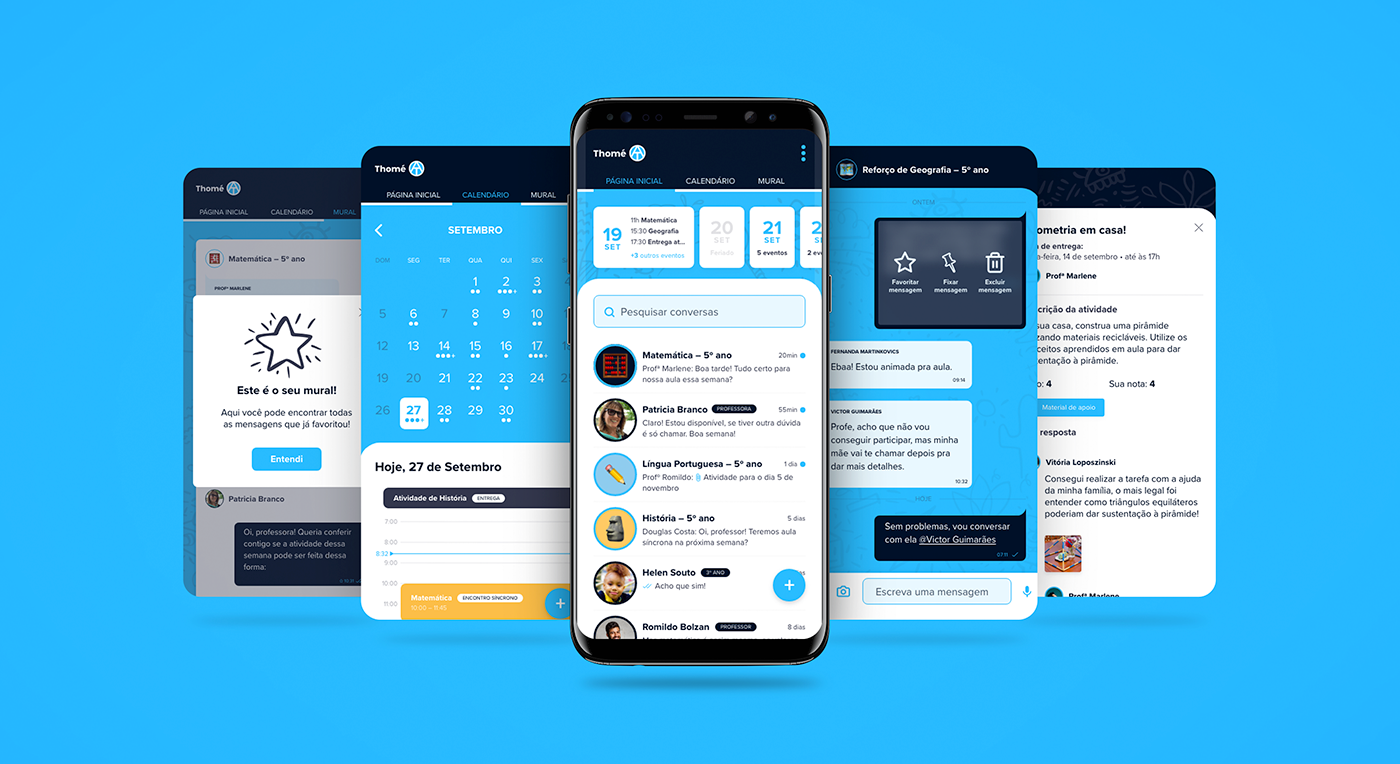 Thomé
PÁGINA INICIAL CALENDÁRIO MURAL
Matemática – 5º ano
PROFª MARLENE
Este é o seu mural!
Aqui você pode encontrar todas
as mensagens que já favoritou!
Entendi
Patricia Branco
Oi, professora! Queria conferir
contigo se a atividade dessa
semana pode ser feita dessa
forma:
Thomé
PÁGINA INICIAL CALENDÁRIO MURAL
SETEMBRO
DOM SEG TER QUA QUI SEX
1 2 3
5 6 7 8 9 10
12 13 14 15 16 17
19 20 21 22 23 24
26 27 28 29 30
Hoje, 27 de Setembro
Atividade de História ENTREGA
7:00
8:00
8:32
9:00
10:00
Matemática ENCONTRO SÍNCRONO
11:00 10:00 – 11:45
+
Thomé
PÁGINA INICIAL CALENDÁRIO MURAL
19
SET
11h Matemática
15:30 Geografia
17:30 Entrega at...
+3 outros eventos
20
SET
Feriado
21
SET
5 eventos
Pesquisar conversas
Matemática – 5º ano 20min
Profª Marlene: Boa tarde! Tudo certo para
nossa aula essa semana?
Patricia Branco PROFESSORA 55min
Claro! Estou disponível, se tiver outra dúvida
é só chamar. Boa semana!
Língua Portuguesa – 5º ano 1 dia
Profº Romildo: Atividade para o dia 5 de
novembro
História – 5º ano 5 dias
Douglas Costa: Oi, professor! Teremos aula
síncrona na próxima semana?
Helen Souto 3º ANO
Acho que sim!
+
Romildo Bolzan PROFESSOR 8 dias
Reforço de Geografia – 5º ano
ONTEM
Favoritar
mensagem
Fixar
mensagem
Excluir
mensagem
FERNANDA MARTINKOVICS
Ebaa! Estou animada pra aula.
09:14
VICTOR GUIMARÃES
Profe, acho que não vou
conseguir participar, mas minha
mãe vai te chamar depois pra
dar mais detalhes.
10:32
HOJE
Sem problemas, vou conversar
com ela @Victor Guimarães
07:11
Escreva uma mensagem
ometria em casa!
de entrega:
a-feira, 14 de setembro • até às 17h
Profª Marlene
crição da atividade
sua casa, construa uma pirâmide
zando materiais recicláveis. Utilize os
ceitos aprendidos em aula para dar
entação à pirâmide.
o: 4 Sua nota: 4
Material de apoio
resposta
Vitória Loposzinski
Consegui realizar a tarefa com a ajuda
da minha família, o mais legal foi
entender como triângulos equiláteros
poderiam dar sustentação à pirâmide!
Profª Marlene